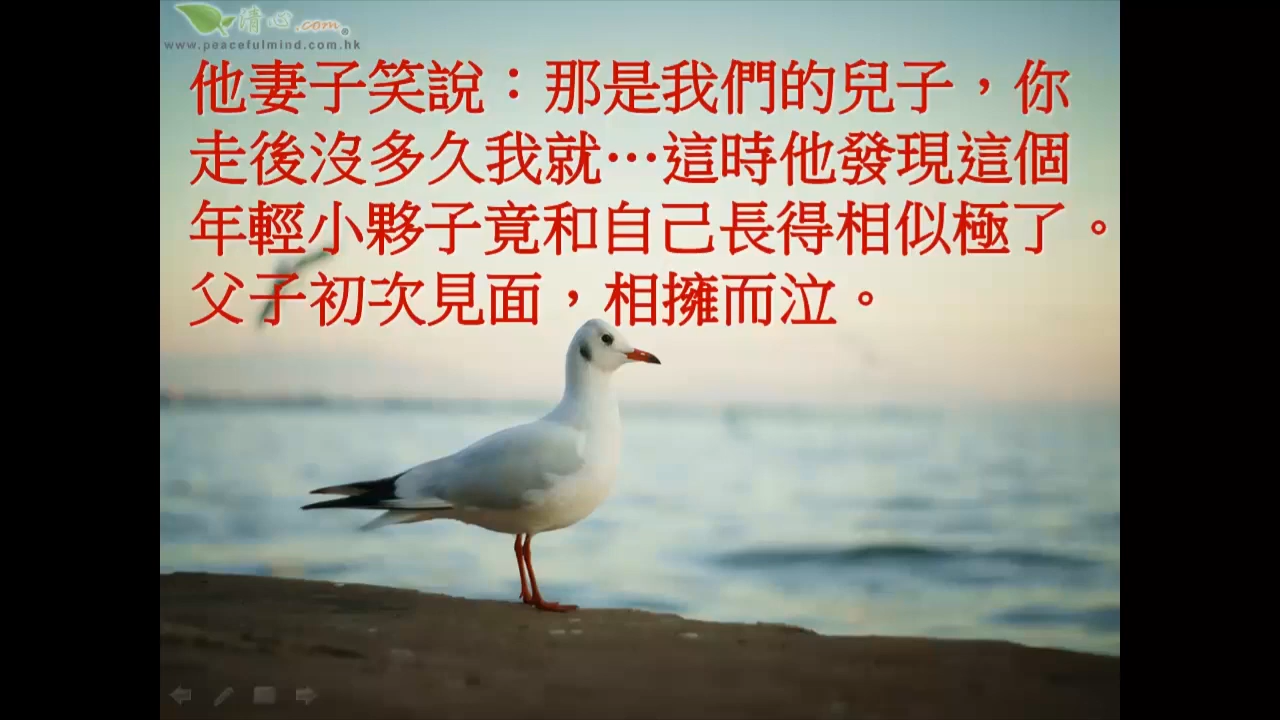 清心.com
www.peacefulmind.com.hk
他妻子笑說：那是我們的兒子，你
走後沒多久我就…這時他發現這個
年輕小夥子竟和自己長得相似極了。
父子初次見面，相擁而泣。